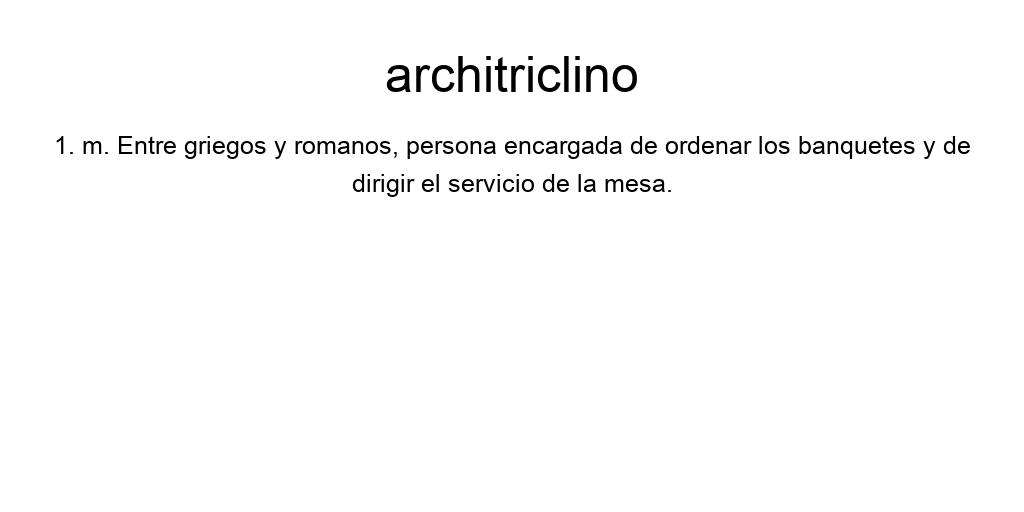 architriclino
1. m. Entre griegos y romanos, persona encargada de ordenar los banquetes y de
dirigir el servicio de la mesa.